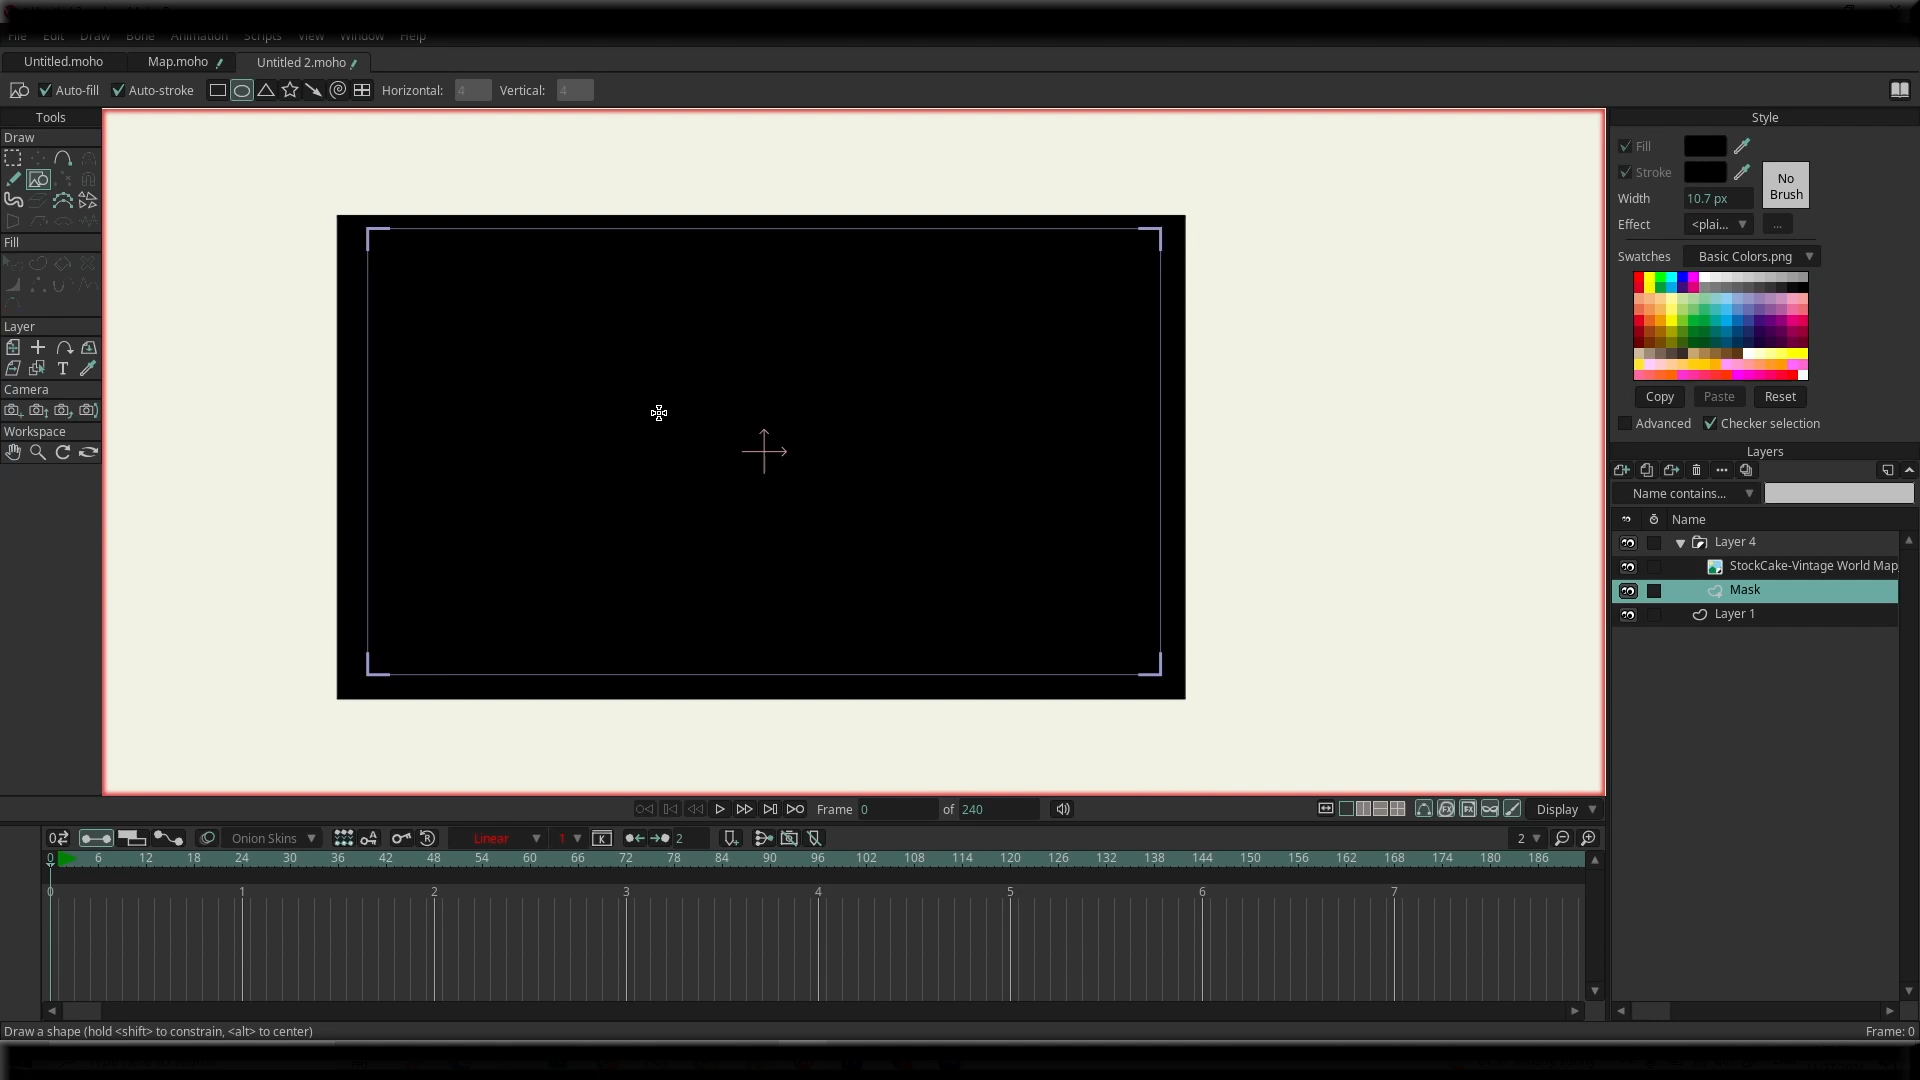 File Edit Draw Bone Animation Scripts View Window Help
Untitled.moho Map.moho Untitled 2.moho
Auto-fill Auto-stroke Horizontal: 4 Vertical: 4
Tools
Draw
Fill
Layer
T
Camera
Workspace
Style
Fill
Stroke
No
Brush
Width 10.7 px
Effect <plai... ...
Swatches Basic Colors.png
Copy Paste Reset
Advanced Checker selection
Layers
Name contains...
Name
Layer 4
StockCake-Vintage World Map
Mask
Layer 1
Frame 0 of 240 Display
Onion Skins Linear 1 K 2 2
0 6 12 18 24 30 36 42 48 54 60 66 72 78 84 90 96 102 108 114 120 126 132 138 144 150 156 162 168 174 180 186
0 1 2 3 4 5 6 7
Draw a shape (hold <shift> to constrain, <alt> to center) Frame: 0